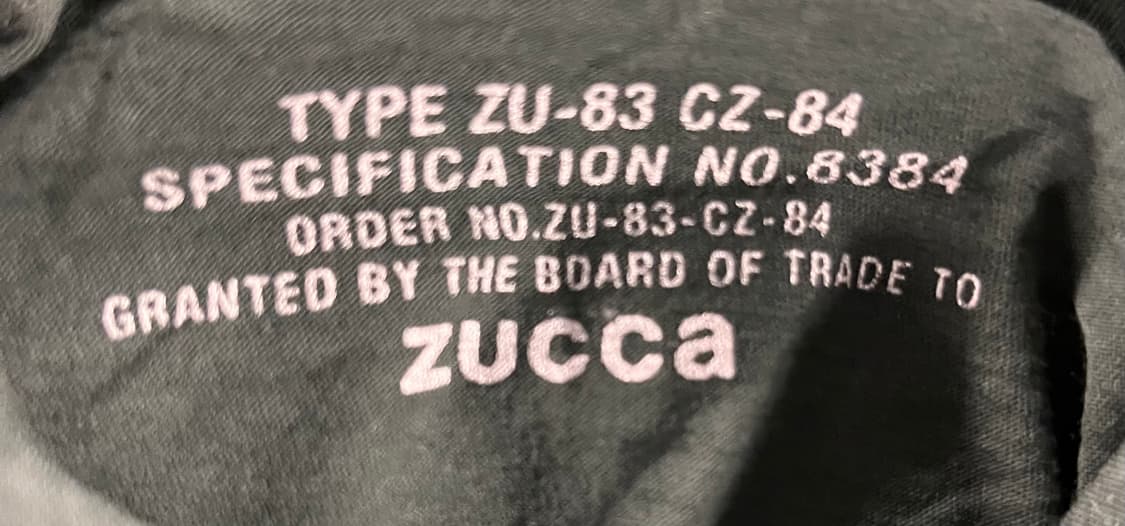 TYPE ZU-83 CZ-84
SPECIFICATION NO.8384
ORDER NO.ZU-83-CZ-84
GRANTED BY THE BOARD OF TRADE TO
zucca